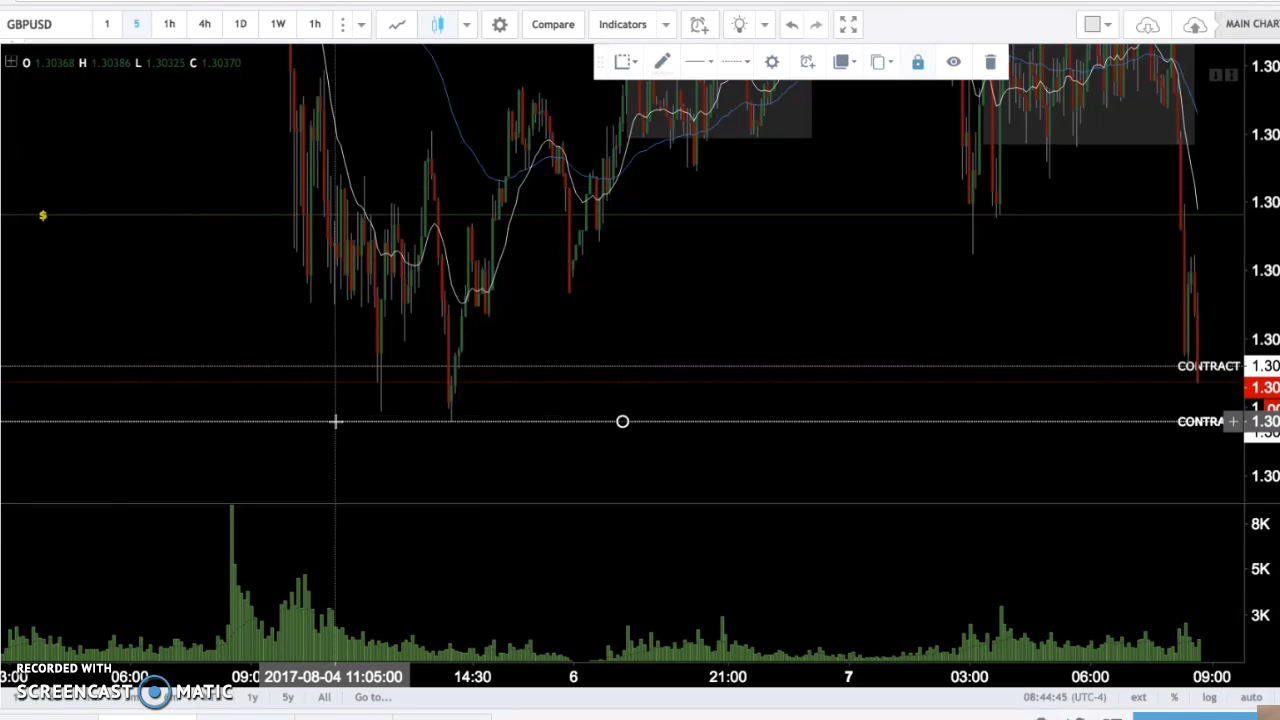 GBPUSD 1 5 1h 4h 1D 1W 1h Compare Indicators MAIN CHAR
O 1.30368 H 1.30386 L 1.30325 C 1.30370
1.30
1.30
$
1.30
1.30
1.30
CONTRACT 1.30
1.30
CONTRA + 1.30
1.30
8K
5K
3K
RECORDED WITH
06:00 09:0 2017-08-04 11:05:00 14:30 6 21:00 7 03:00 06:00 09:00
SCREENCAST MATIC
1y 5y All Go to... 08:44:45 (UTC-4) ext % log auto